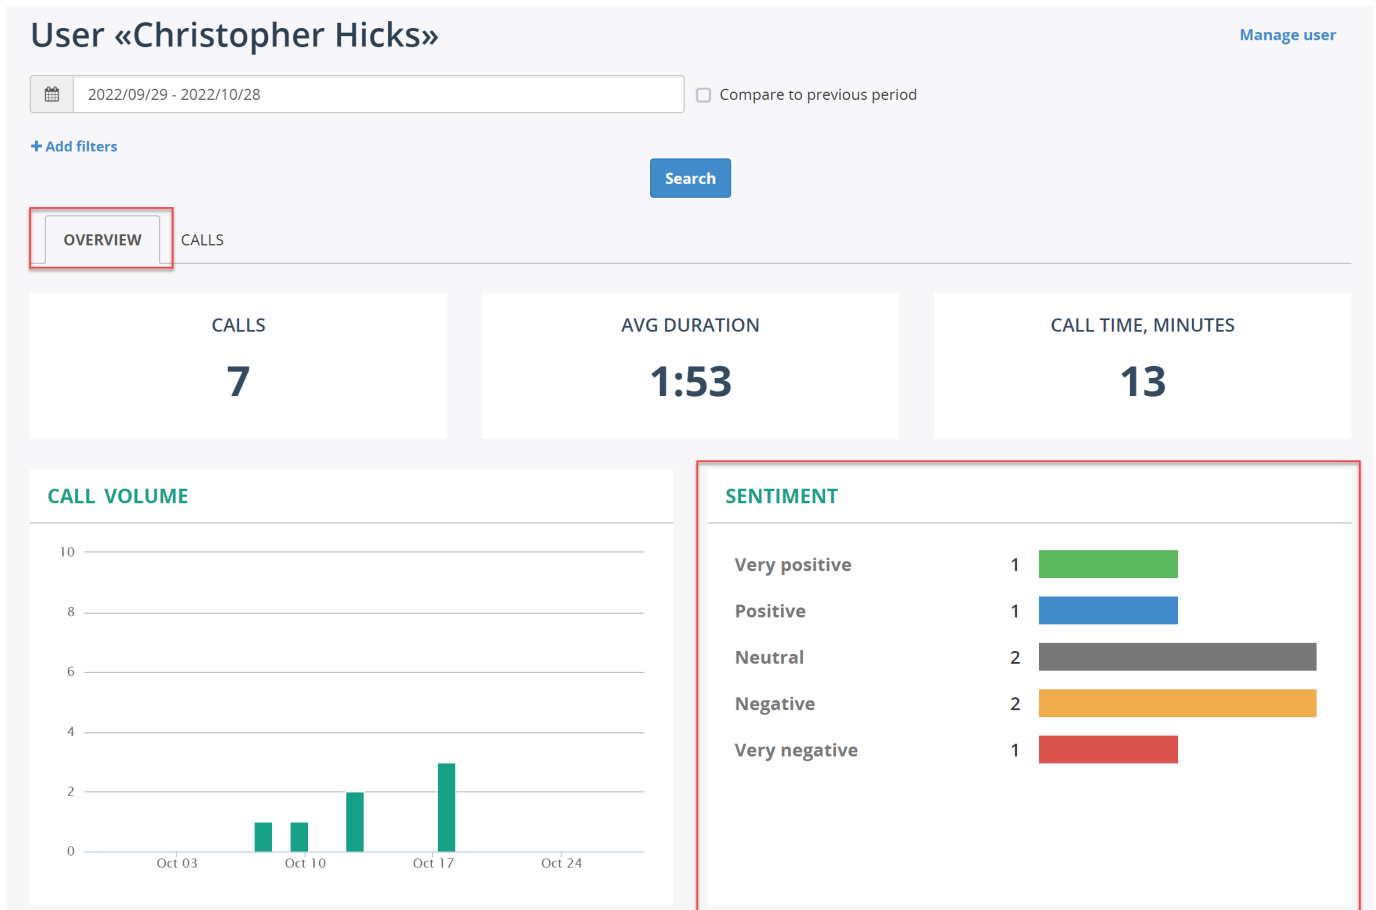 User «Christopher Hicks»
Manage user
2022/09/29 - 2022/10/28
Compare to previous period
+ Add filters
Search
OVERVIEW
CALLS
CALLS
7
AVG DURATION
1:53
CALL TIME, MINUTES
13
CALL VOLUME
10
8
6
4
2
0
Oct 03
Oct 10
Oct 17
Oct 24
SENTIMENT
Very positive 1
Positive 1
Neutral 2
Negative 2
Very negative 1